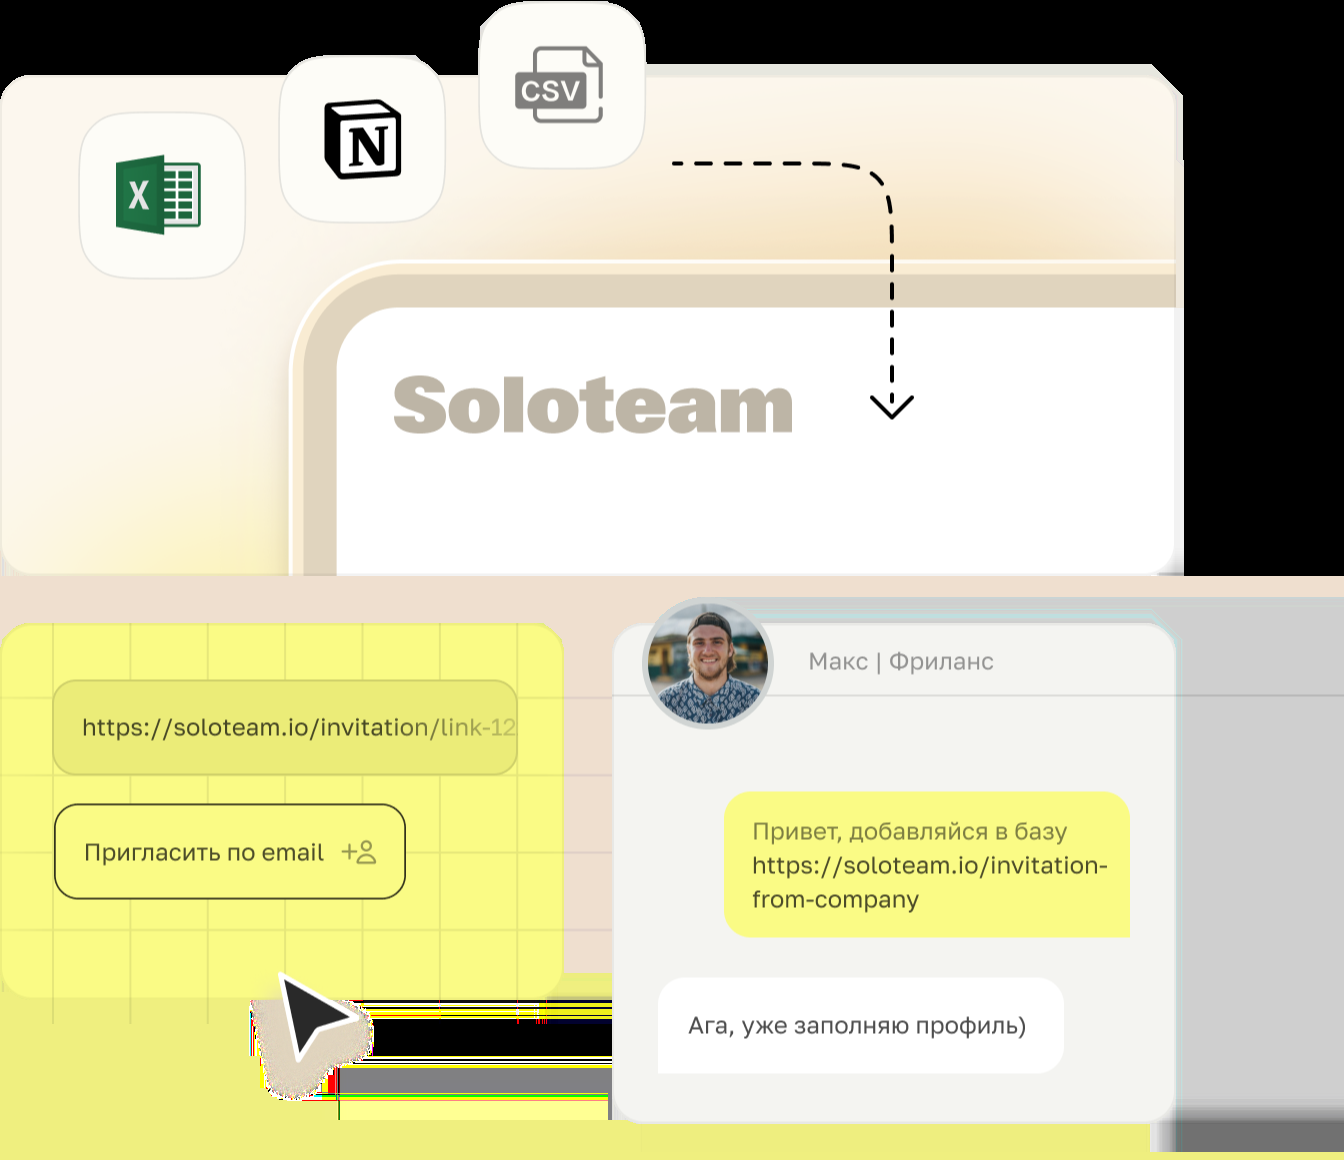 CSV
N
X
Soloteam
Макс | Фриланс
https://soloteam.io/invitation/link-12
Пригласить по email
Привет, добавляйся в базу
https://soloteam.io/invitation-
from-company
Ага, уже заполняю профиль)